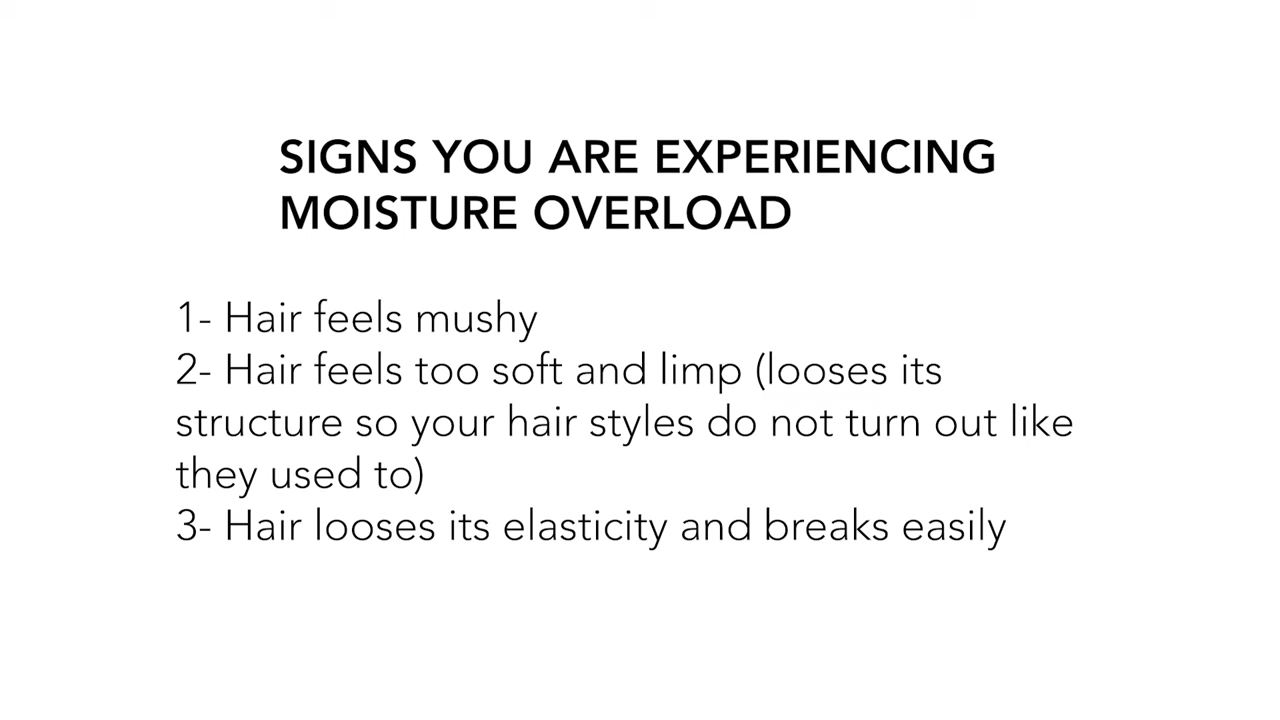 SIGNS YOU ARE EXPERIENCING
MOISTURE OVERLOAD
1- Hair feels mushy
2- Hair feels too soft and limp (looses its
structure so your hair styles do not turn out like
they used to)
3- Hair looses its elasticity and breaks easily